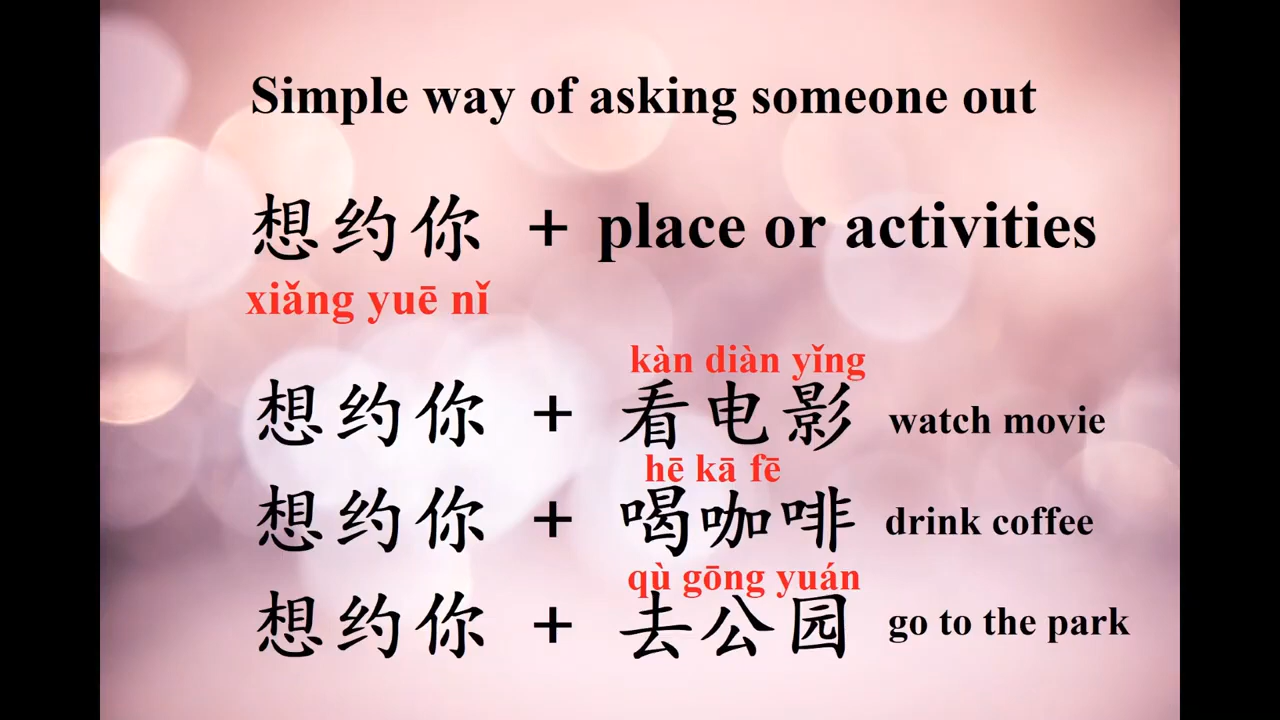 Simple way of asking someone out
想约你 + place or activities
xiǎng yuē nǐ
kàn diàn yǐng
想约你 + 看电影 watch movie
hē kā fē
想约你 + 喝咖啡 drink coffee
qù gōng yuán
想约你 + 去公园 go to the park